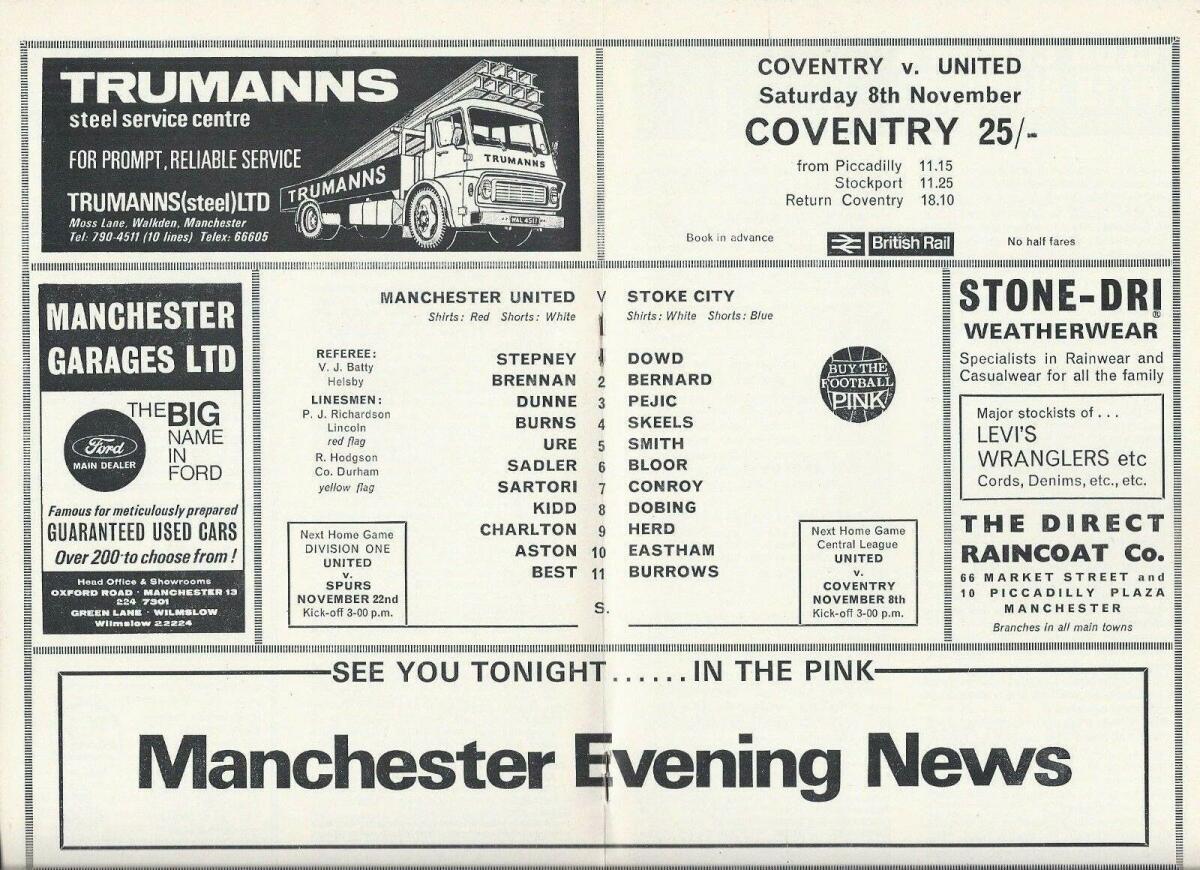 TRUMANNS
steel service centre
FOR PROMPT, RELIABLE SERVICE
TRUMANNS(steel)LTD
Moss Lane, Walkden, Manchester
Tel: 790-4511 (10 lines) Telex: 66605
TRUMANNS
TRUMANNS
WAL 4511
COVENTRY v. UNITED
Saturday 8th November
COVENTRY 25/-
from Piccadilly 11.15
Stockport 11.25
Return Coventry 18.10
Book in advance
British Rail
No half fares
MANCHESTER
GARAGES LTD
Ford
MAIN DEALER
THE BIG
NAME
IN
FORD
Famous for meticulously prepared
GUARANTEED USED CARS
Over 200 to choose from!
Head Office & Showrooms
OXFORD ROAD · MANCHESTER 13
224 7301
GREEN LANE · WILMSLOW
Wilmslow 22224
MANCHESTER UNITED V STOKE CITY
Shirts: Red Shorts: White
Shirts: White Shorts: Blue
REFEREE:
V. J. Batty
Helsby
LINESMEN:
P. J. Richardson
Lincoln
red flag
R. Hodgson
Co. Durham
yellow flag
STEPNEY 1 DOWD
BRENNAN 2 BERNARD
DUNNE 3 PEJIC
BURNS 4 SKEELS
URE 5 SMITH
SADLER 6 BLOOR
SARTORI 7 CONROY
KIDD 8 DOBING
CHARLTON 9 HERD
ASTON 10 EASTHAM
BEST 11 BURROWS
S.
BUY THE
FOOTBALL
PINK
Next Home Game
DIVISION ONE
UNITED
v.
SPURS
NOVEMBER 22nd
Kick-off 3-00 p.m.
Next Home Game
Central League
UNITED
v.
COVENTRY
NOVEMBER 8th
Kick-off 3-00 p.m.
STONE-DRI ®
WEATHERWEAR
Specialists in Rainwear and
Casualwear for all the family
Major stockists of . . .
LEVI'S
WRANGLERS etc
Cords, Denims, etc., etc.
THE DIRECT
RAINCOAT Co.
66 MARKET STREET and
10 PICCADILLY PLAZA
MANCHESTER
Branches in all main towns
SEE YOU TONIGHT......IN THE PINK
Manchester Evening News